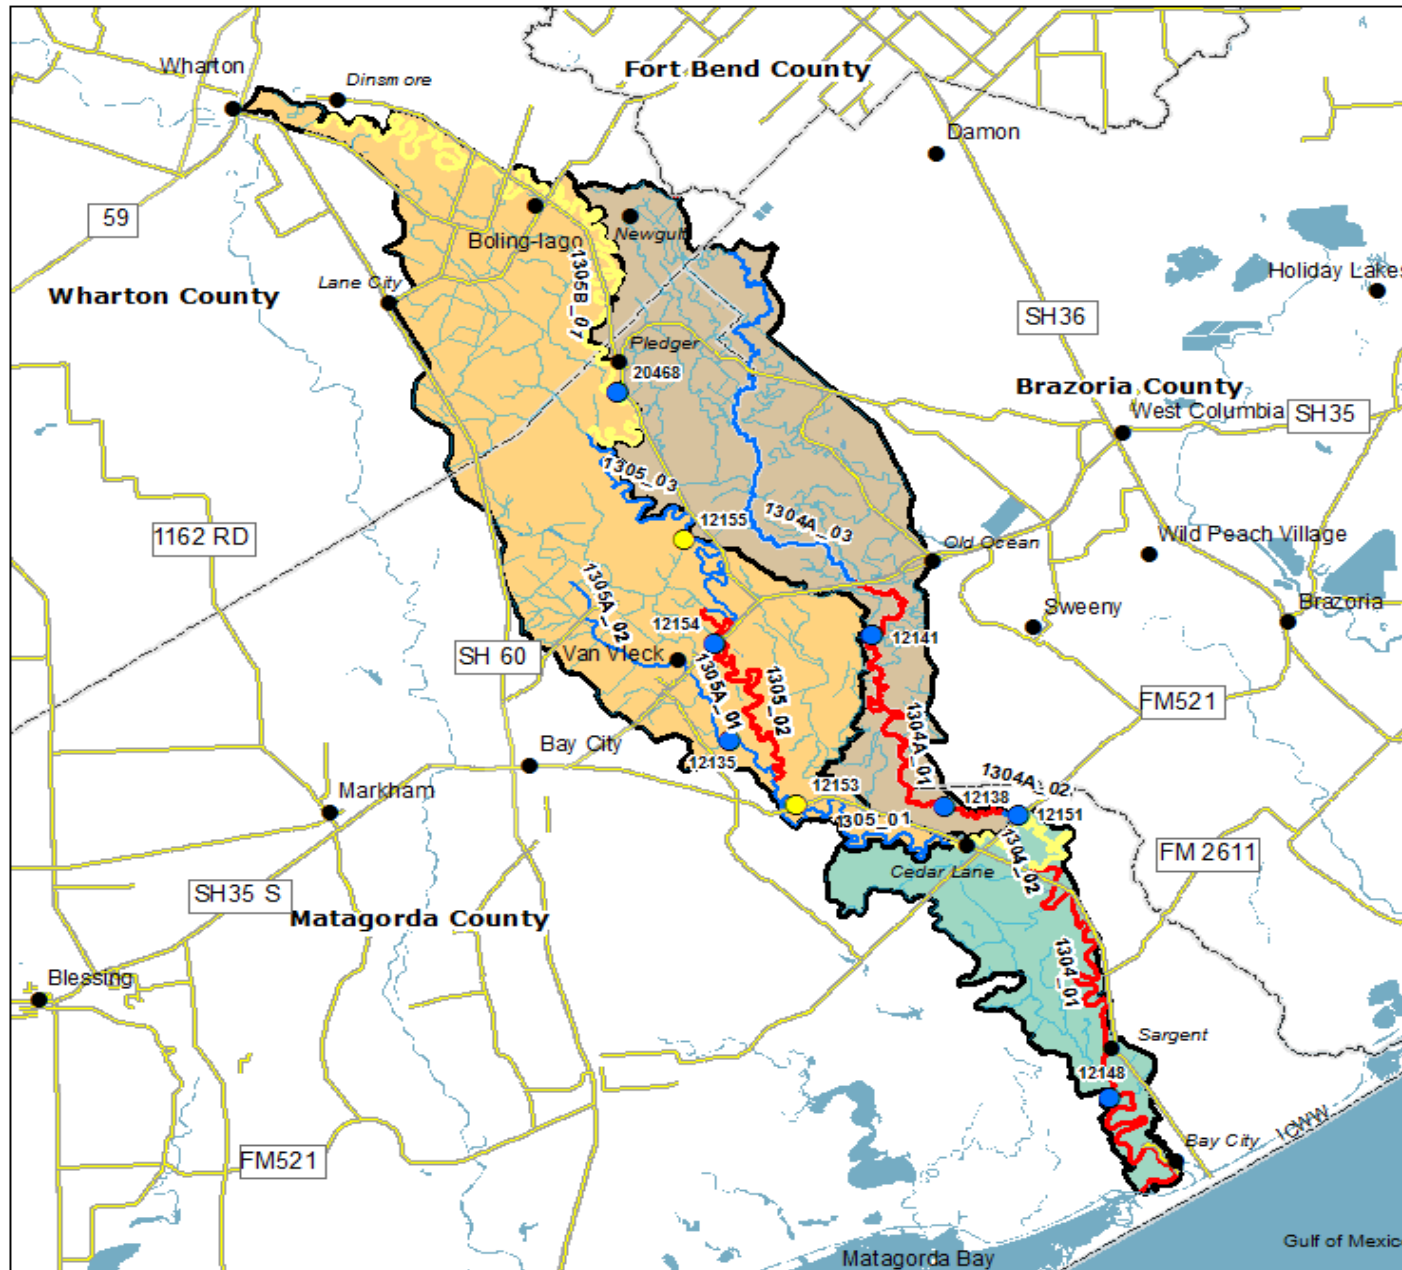 Wharton
Dinsmore
Fort Bend County
Damon
59
Boling-Iago
Newgulf
1305B_01
Lane City
Wharton County
Holiday Lakes
SH36
Pledger
20468
Brazoria County
West Columbia
SH35
1305_03
12155
1304A_03
1162 RD
Old Ocean
Wild Peach Village
1305A_02
12154
12141
Sweeny
Brazoria
SH 60
Van Vleck
1305A_01
1305_02
FM521
1304A_01
Bay City
12135
12153
1304A_02
12138
12151
Markham
1305_01
1304_02
FM 2611
Cedar Lane
SH35 S
Matagorda County
1304_01
Blessing
Sargent
12148
ICWW
Bay City
FM521
Matagorda Bay
Gulf of Mexic